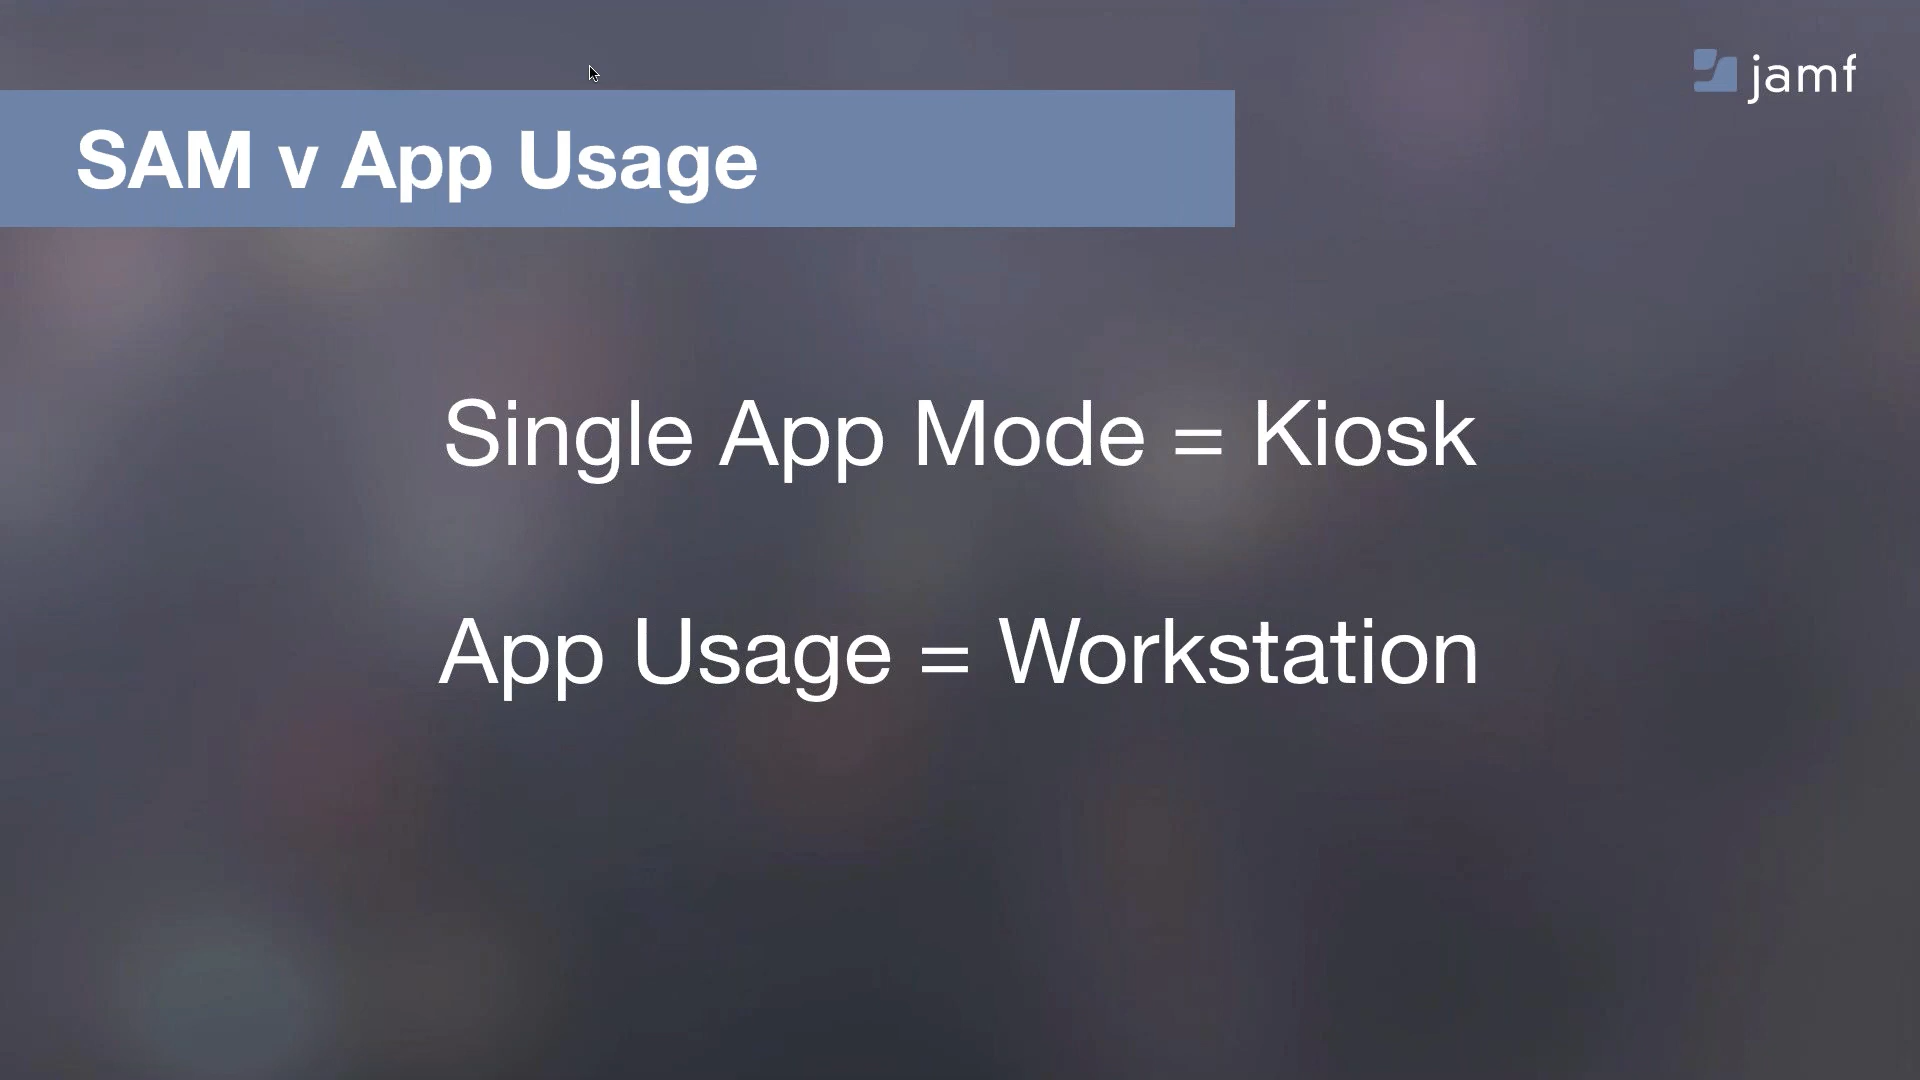 jamf
SAM v App Usage
Single App Mode = Kiosk
App Usage = Workstation